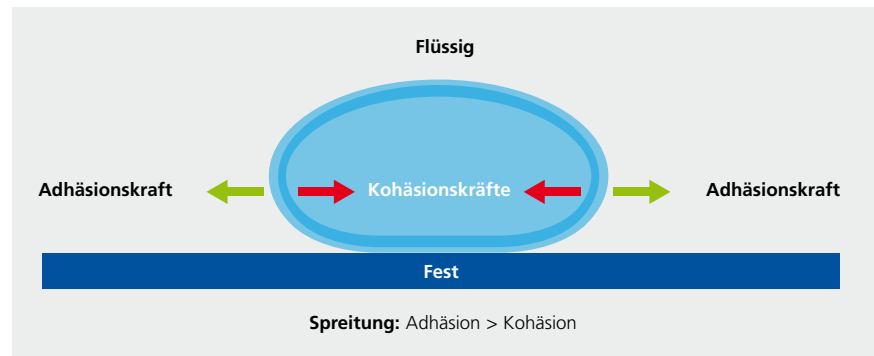 Flüssig
Adhäsionskraft Kohäsionskräfte Adhäsionskraft
Fest
Spreitung: Adhäsion > Kohäsion